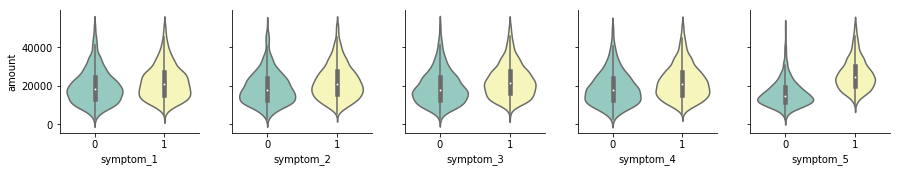 amount
40000
20000
0
0 1
symptom_1
0 1
symptom_2
0 1
symptom_3
0 1
symptom_4
0 1
symptom_5